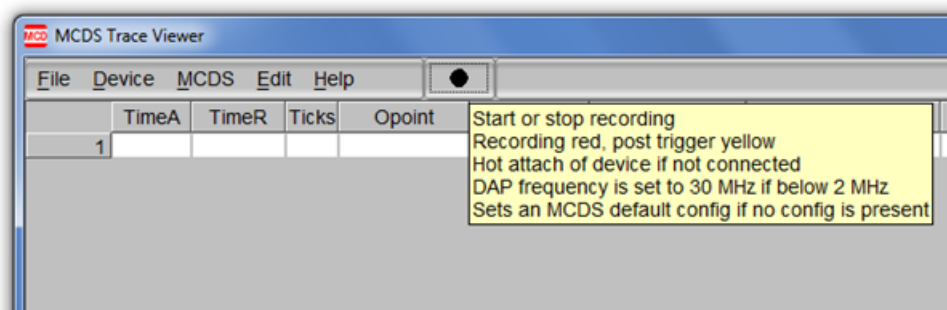 MCD MCDS Trace Viewer
File Device MCDS Edit Help
TimeA TimeR Ticks Opoint
1
Start or stop recording
Recording red, post trigger yellow
Hot attach of device if not connected
DAP frequency is set to 30 MHz if below 2 MHz
Sets an MCDS default config if no config is present